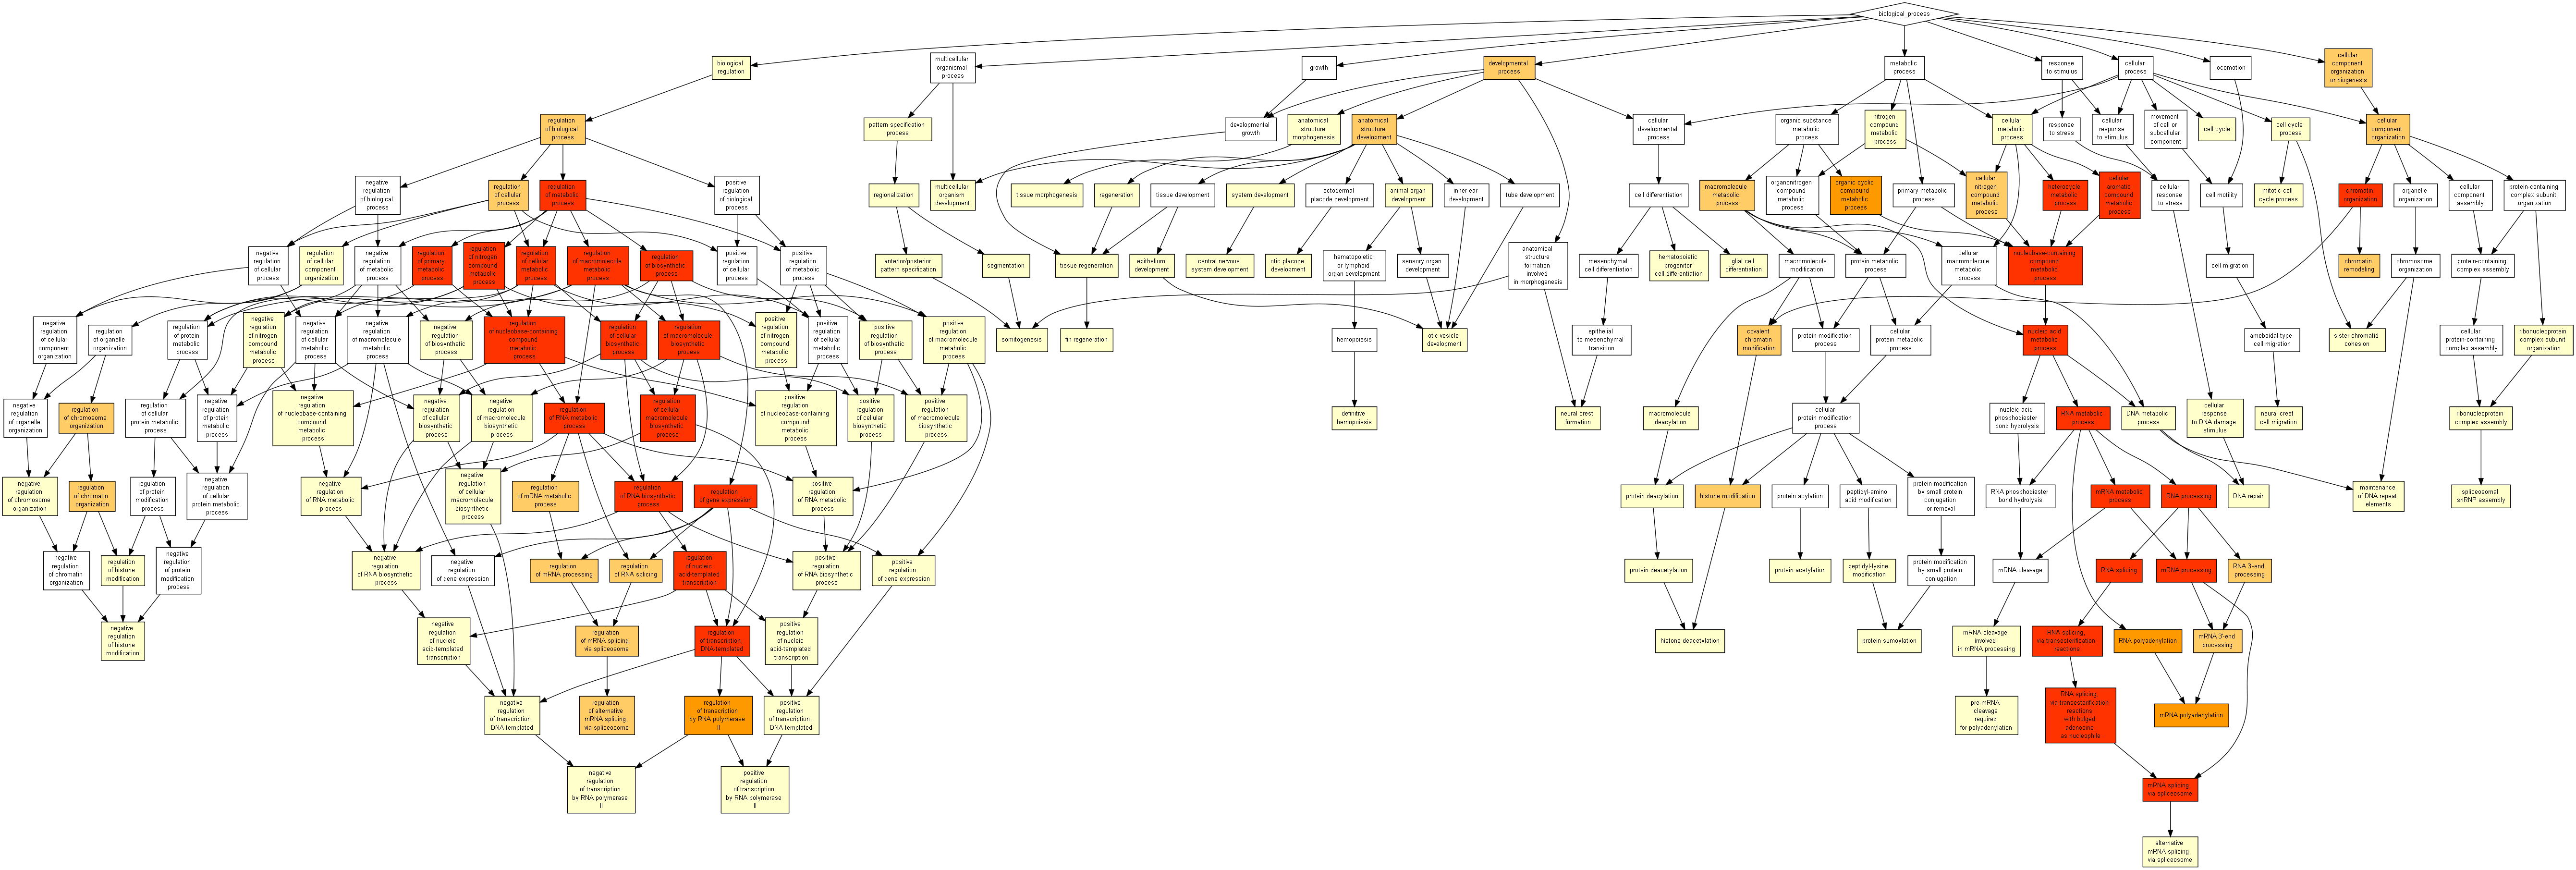 biological_process
biological
regulation
multicellular
organismal
process
growth
developmental
process
metabolic
process
response
to stimulus
cellular
process
locomotion
cellular
component
organization
or biogenesis
regulation
of biological
process
pattern specification
process
developmental
growth
anatomical
structure
morphogenesis
anatomical
structure
development
cellular
developmental
process
organic substance
metabolic
process
nitrogen
compound
metabolic
process
cellular
metabolic
process
response
to stress
cellular
response
to stimulus
movement
of cell or
subcellular
component
cell cycle
cell cycle
process
cellular
component
organization
negative
regulation
of biological
process
regulation
of cellular
process
regulation
of metabolic
process
positive
regulation
of biological
process
regionalization
multicellular
organism
development
tissue morphogenesis
regeneration
tissue development
system development
ectodermal
placode development
animal organ
development
inner ear
development
tube development
cell differentiation
macromolecule
metabolic
process
organonitrogen
compound
metabolic
process
organic cyclic
compound
metabolic
process
primary metabolic
process
cellular
nitrogen
compound
metabolic
process
heterocycle
metabolic
process
cellular
aromatic
compound
metabolic
process
cellular
response
to stress
cell motility
mitotic cell
cycle process
chromatin
organization
organelle
organization
cellular
component
assembly
protein-containing
complex subunit
organization
negative
regulation
of cellular
process
regulation
of cellular
component
organization
negative
regulation
of metabolic
process
regulation
of primary
metabolic
process
regulation
of nitrogen
compound
metabolic
process
regulation
of cellular
metabolic
process
regulation
of macromolecule
metabolic
process
regulation
of biosynthetic
process
positive
regulation
of cellular
process
positive
regulation
of metabolic
process
anterior/posterior
pattern specification
segmentation
tissue regeneration
epithelium
development
central nervous
system development
otic placode
development
hematopoietic
or lymphoid
organ development
sensory organ
development
anatomical
structure
formation
involved
in morphogenesis
mesenchymal
cell differentiation
hematopoietic
progenitor
cell differentiation
glial cell
differentiation
macromolecule
modification
protein metabolic
process
cellular
macromolecule
metabolic
process
nucleobase-containing
compound
metabolic
process
cell migration
chromatin
remodeling
chromosome
organization
protein-containing
complex assembly
negative
regulation
of cellular
component
organization
regulation
of organelle
organization
regulation
of protein
metabolic
process
negative
regulation
of nitrogen
compound
metabolic
process
negative
regulation
of cellular
metabolic
process
negative
regulation
of macromolecule
metabolic
process
negative
regulation
of biosynthetic
process
regulation
of nucleobase-containing
compound
metabolic
process
regulation
of cellular
biosynthetic
process
regulation
of macromolecule
biosynthetic
process
positive
regulation
of nitrogen
compound
metabolic
process
positive
regulation
of cellular
metabolic
process
positive
regulation
of biosynthetic
process
positive
regulation
of macromolecule
metabolic
process
somitogenesis
fin regeneration
hemopoiesis
otic vesicle
development
epithelial
to mesenchymal
transition
covalent
chromatin
modification
protein modification
process
cellular
protein metabolic
process
nucleic acid
metabolic
process
ameboidal-type
cell migration
sister chromatid
cohesion
cellular
protein-containing
complex assembly
ribonucleoprotein
complex subunit
organization
negative
regulation
of organelle
organization
regulation
of chromosome
organization
regulation
of cellular
protein metabolic
process
negative
regulation
of protein
metabolic
process
negative
regulation
of nucleobase-containing
compound
metabolic
process
negative
regulation
of cellular
biosynthetic
process
negative
regulation
of macromolecule
biosynthetic
process
regulation
of RNA metabolic
process
regulation
of cellular
macromolecule
biosynthetic
process
positive
regulation
of nucleobase-containing
compound
metabolic
process
positive
regulation
of cellular
biosynthetic
process
positive
regulation
of macromolecule
biosynthetic
process
definitive
hemopoiesis
neural crest
formation
macromolecule
deacylation
cellular
protein modification
process
nucleic acid
phosphodiester
bond hydrolysis
RNA metabolic
process
DNA metabolic
process
cellular
response
to DNA damage
stimulus
neural crest
cell migration
ribonucleoprotein
complex assembly
negative
regulation
of chromosome
organization
regulation
of chromatin
organization
regulation
of protein
modification
process
negative
regulation
of cellular
protein metabolic
process
negative
regulation
of RNA metabolic
process
negative
regulation
of cellular
macromolecule
biosynthetic
process
regulation
of mRNA metabolic
process
regulation
of RNA biosynthetic
process
regulation
of gene expression
positive
regulation
of RNA metabolic
process
protein deacylation
histone modification
protein acylation
peptidyl-amino
acid modification
protein modification
by small protein
conjugation
or removal
RNA phosphodiester
bond hydrolysis
mRNA metabolic
process
RNA processing
DNA repair
maintenance
of DNA repeat
elements
spliceosomal
snRNP assembly
negative
regulation
of chromatin
organization
regulation
of histone
modification
negative
regulation
of protein
modification
process
negative
regulation
of RNA biosynthetic
process
negative
regulation
of gene expression
regulation
of mRNA processing
regulation
of RNA splicing
regulation
of nucleic
acid-templated
transcription
positive
regulation
of RNA biosynthetic
process
positive
regulation
of gene expression
protein deacetylation
protein acetylation
peptidyl-lysine
modification
protein modification
by small protein
conjugation
mRNA cleavage
RNA splicing
mRNA processing
RNA 3'-end
processing
negative
regulation
of histone
modification
negative
regulation
of nucleic
acid-templated
transcription
regulation
of mRNA splicing,
via spliceosome
regulation
of transcription,
DNA-templated
positive
regulation
of nucleic
acid-templated
transcription
histone deacetylation
protein sumoylation
mRNA cleavage
involved
in mRNA processing
RNA splicing,
via transesterification
reactions
RNA polyadenylation
mRNA 3'-end
processing
negative
regulation
of transcription,
DNA-templated
regulation
of alternative
mRNA splicing,
via spliceosome
regulation
of transcription
by RNA polymerase
II
positive
regulation
of transcription,
DNA-templated
pre-mRNA
cleavage
required
for polyadenylation
RNA splicing,
via transesterification
reactions
with bulged
adenosine
as nucleophile
mRNA polyadenylation
negative
regulation
of transcription
by RNA polymerase
II
positive
regulation
of transcription
by RNA polymerase
II
mRNA splicing,
via spliceosome
alternative
mRNA splicing,
via spliceosome